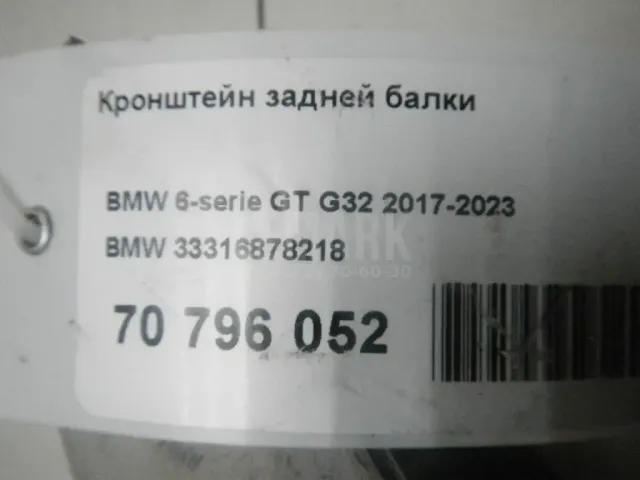 Кронштейн задней балки
BMW 6-serie GT G32 2017-2023
BMW 33316878218
70 796 052